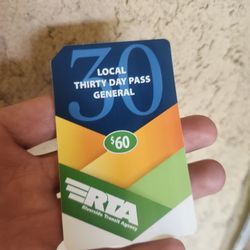 30
LOCAL
THIRTY DAY PASS
GENERAL
$60
RTA
Riverside Transit Agency